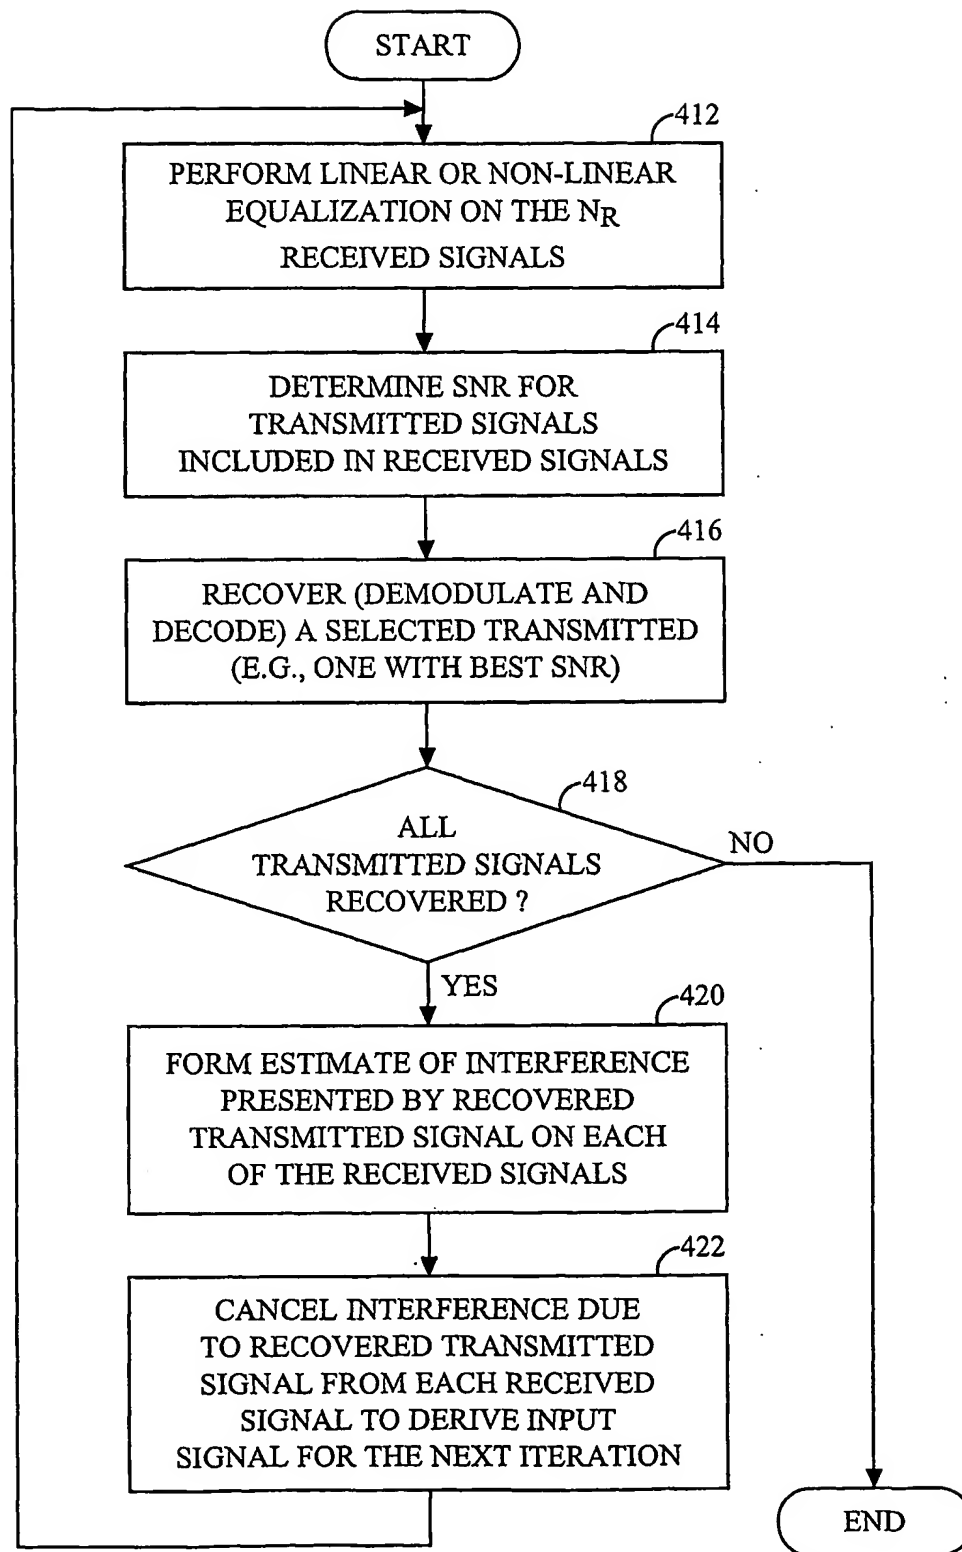 START
412
PERFORM LINEAR OR NON-LINEAR
EQUALIZATION ON THE NR
RECEIVED SIGNALS
414
DETERMINE SNR FOR
TRANSMITTED SIGNALS
INCLUDED IN RECEIVED SIGNALS
416
RECOVER (DEMODULATE AND
DECODE) A SELECTED TRANSMITTED
(E.G., ONE WITH BEST SNR)
418
ALL
TRANSMITTED SIGNALS
RECOVERED ?
NO
YES
420
FORM ESTIMATE OF INTERFERENCE
PRESENTED BY RECOVERED
TRANSMITTED SIGNAL ON EACH
OF THE RECEIVED SIGNALS
422
CANCEL INTERFERENCE DUE
TO RECOVERED TRANSMITTED
SIGNAL FROM EACH RECEIVED
SIGNAL TO DERIVE INPUT
SIGNAL FOR THE NEXT ITERATION
END